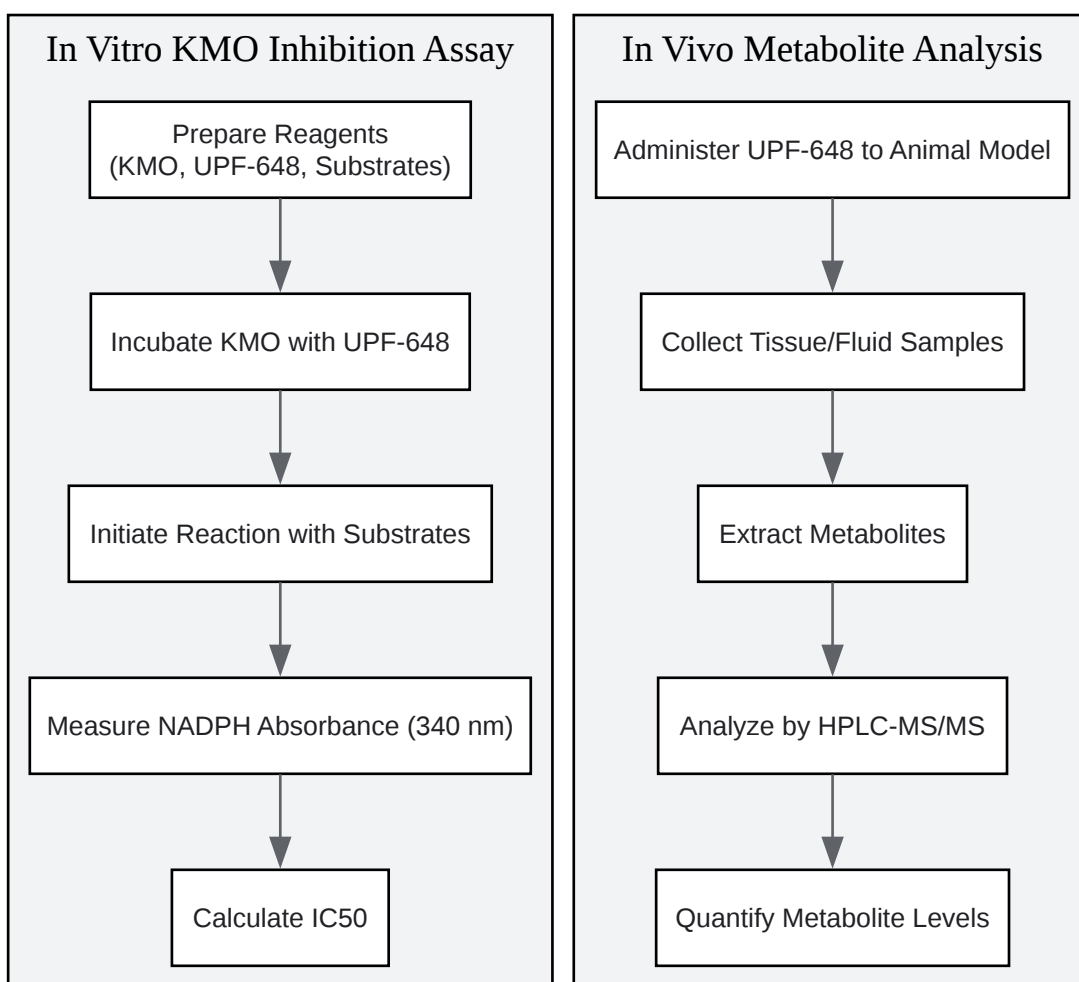 In Vitro KMO Inhibition Assay
Prepare Reagents
(KMO, UPF-648, Substrates)
Incubate KMO with UPF-648
Initiate Reaction with Substrates
Measure NADPH Absorbance (340 nm)
Calculate IC50
In Vivo Metabolite Analysis
Administer UPF-648 to Animal Model
Collect Tissue/Fluid Samples
Extract Metabolites
Analyze by HPLC-MS/MS
Quantify Metabolite Levels